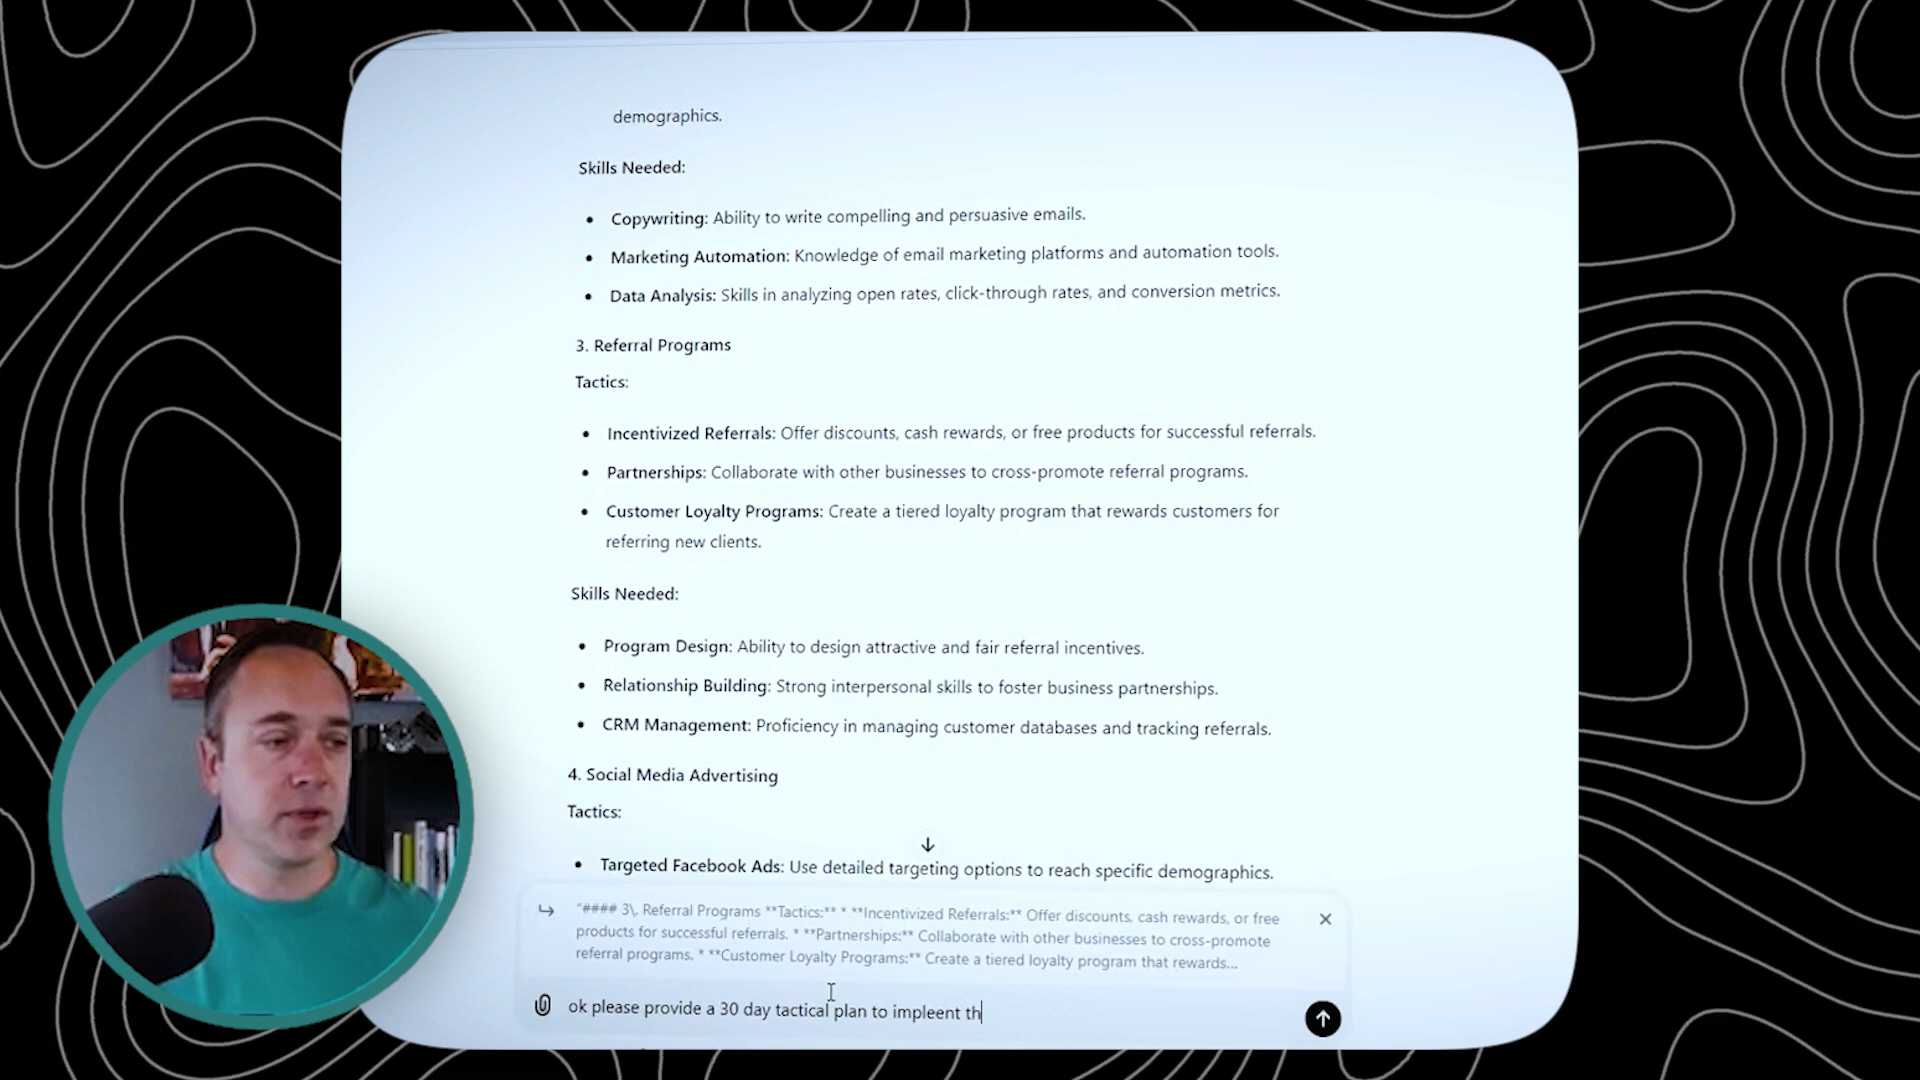 demographics.
Skills Needed:
• Copywriting: Ability to write compelling and persuasive emails.
• Marketing Automation: Knowledge of email marketing platforms and automation tools.
• Data Analysis: Skills in analyzing open rates, click-through rates, and conversion metrics.
3. Referral Programs
Tactics:
• Incentivized Referrals: Offer discounts, cash rewards, or free products for successful referrals.
• Partnerships: Collaborate with other businesses to cross-promote referral programs.
• Customer Loyalty Programs: Create a tiered loyalty program that rewards customers for
referring new clients.
Skills Needed:
• Program Design: Ability to design attractive and fair referral incentives.
• Relationship Building: Strong interpersonal skills to foster business partnerships.
• CRM Management: Proficiency in managing customer databases and tracking referrals.
4. Social Media Advertising
Tactics:
• Targeted Facebook Ads: Use detailed targeting options to reach specific demographics.
"#### 3\. Referral Programs **Tactics:** * **Incentivized Referrals:** Offer discounts, cash rewards, or free
products for successful referrals. * **Partnerships:** Collaborate with other businesses to cross-promote
referral programs. * **Customer Loyalty Programs:** Create a tiered loyalty program that rewards...
ok please provide a 30 day tactical plan to impleent th